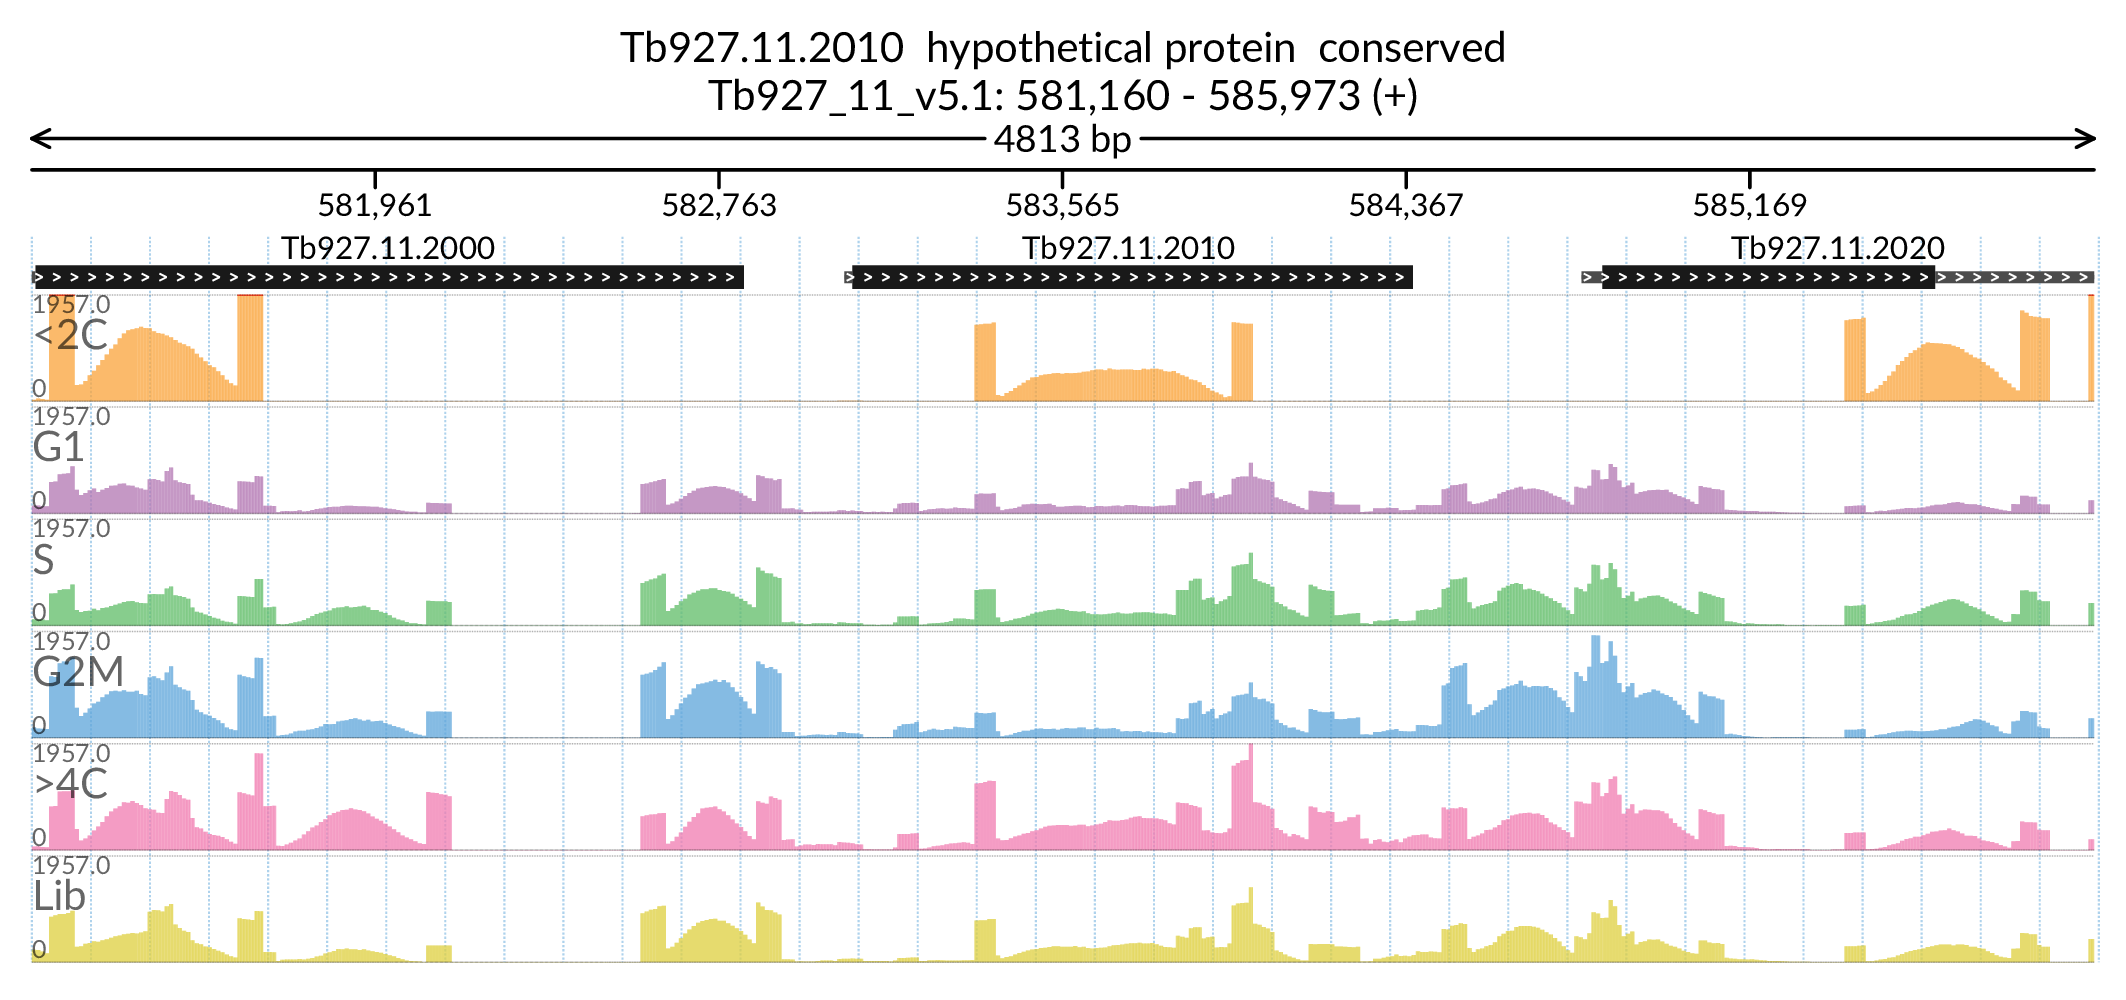 Tb927.11.2010 hypothetical protein conserved
Tb927_11_v5.1: 581,160 - 585,973 (+)
4813 bp
581,961 582,763 583,565 584,367 585,169
Tb927.11.2000 Tb927.11.2010 Tb927.11.2020
1957.0
<2C
0
1957.0
G1
0
1957.0
S
0
1957.0
G2M
0
1957.0
>4C
0
1957.0
Lib
0